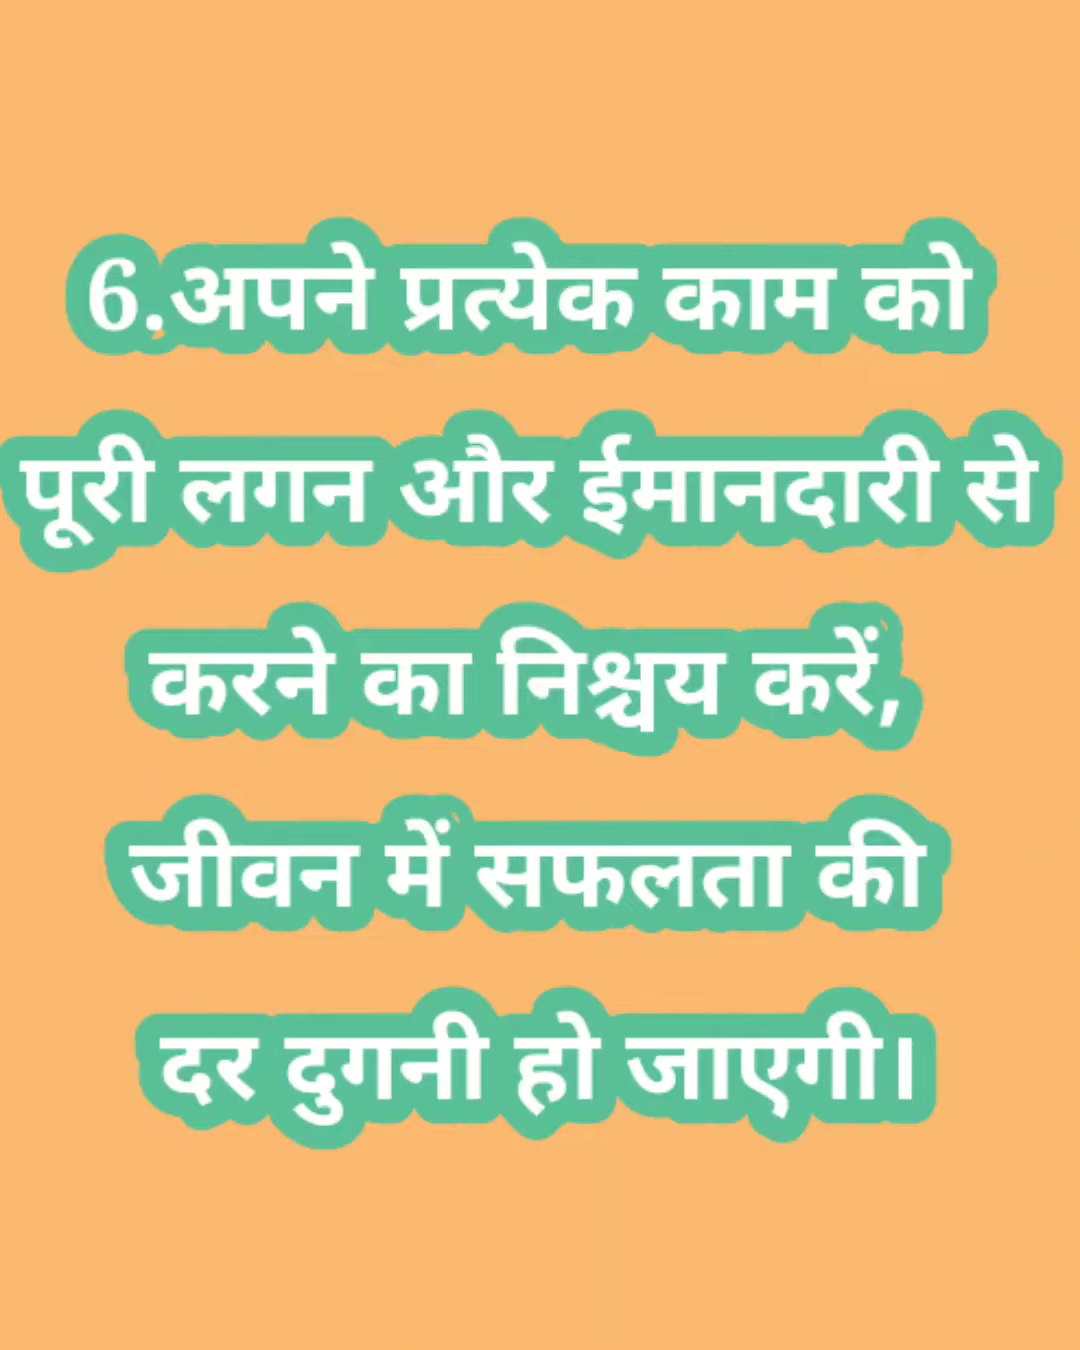 6.अपने प्रत्येक काम को
पूरी लगन और ईमानदारी से
करने का निश्चय करें,
जीवन में सफलता की
दर दुगनी हो जाएगी।